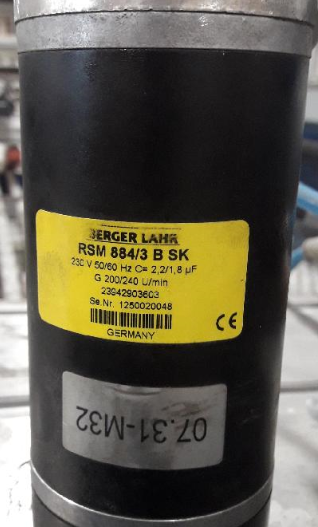 BERGER LAHR
RSM 884/3 B SK
230 V 50/60 Hz C= 2,2/1,8 µF
G 200/240 U/min
23942903603
Se.Nr. 1250020048
GERMANY
CE
07.31-M32